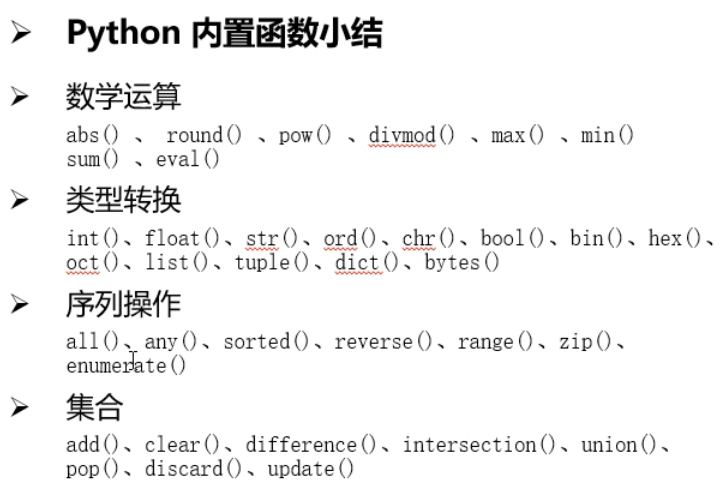 Python 内置函数小结
数学运算
abs() 、 round() 、pow() 、divmod() 、max() 、min()
sum() 、eval()
类型转换
int()、float()、str()、ord()、chr()、bool()、bin()、hex()、
oct()、list()、tuple()、dict()、bytes()
序列操作
all()、any()、sorted()、reverse()、range()、zip()、
enumerate()
集合
add()、clear()、difference()、intersection()、union()、
pop()、discard()、update()